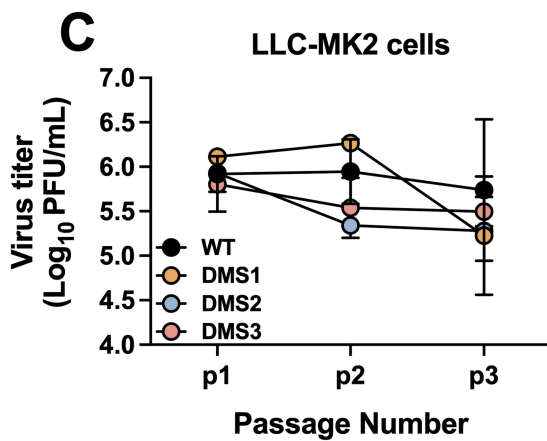 C
LLC-MK2 cells
Virus titer
(Log10 PFU/mL)
7.0
6.5
6.0
5.5
5.0
4.5
4.0
WT
DMS1
DMS2
DMS3
p1 p2 p3
Passage Number